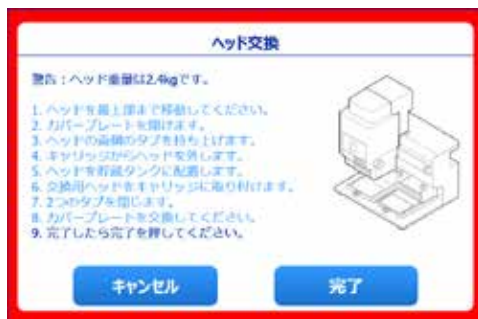 ヘッド交換
警告：ヘッド重量は2.4kgです。
1. ヘッドを最上部まで移動してください。
2. カバープレートを開けます。
3. ヘッドの両側のタブを持ち上げます。
4. キャリッジからヘッドを外します。
5. ヘッドを貯蔵タンクに配置します。
6. 交換用ヘッドをキャリッジに取り付けます。
7. 2つのタブを閉じます。
8. カバープレートを交換してください。
9. 完了したら完了を押してください。
キャンセル
完了